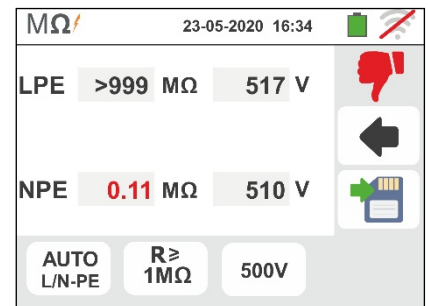 MΩ 23-05-2020 16:34
LPE >999 MΩ 517 V
NPE 0.11 MΩ 510 V
AUTO L/N-PE
R≥ 1MΩ
500V